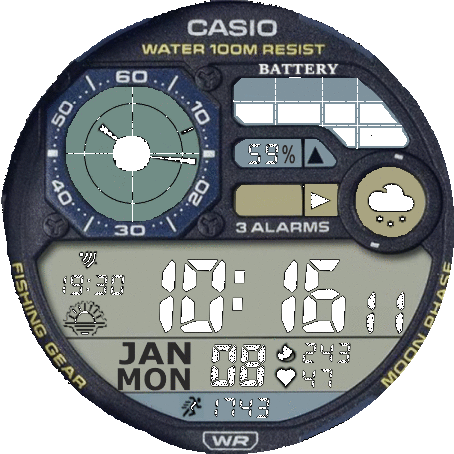 CASIO
WATER 100M RESIST
BATTERY
60
50 10
59%
40 20
30
3 ALARMS
19:30
10:16 11
FISHING GEAR
MOON PHASE
JAN 08 243
MON 47
1743
WR